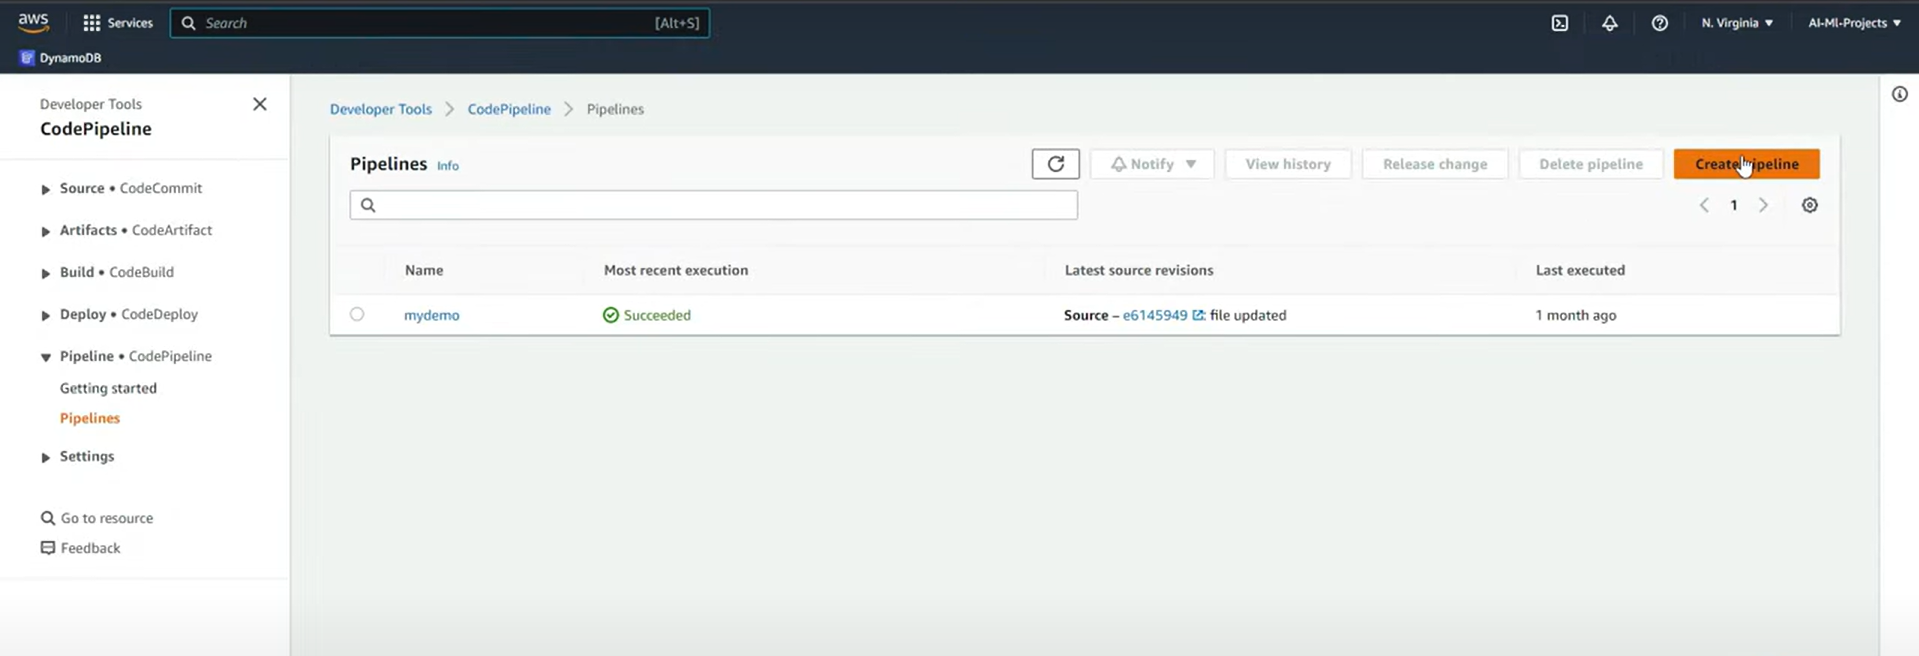 aws Services Search [Alt+S] N. Virginia AI-Ml-Projects
DynamoDB
Developer Tools
CodePipeline
Source • CodeCommit
Artifacts • CodeArtifact
Build • CodeBuild
Deploy • CodeDeploy
Pipeline • CodePipeline
Getting started
Pipelines
Settings
Go to resource
Feedback
Developer Tools CodePipeline Pipelines
Pipelines Info Notify View history Release change Delete pipeline Create pipeline
1
Name Most recent execution Latest source revisions Last executed
mydemo Succeeded Source – e6145949 : file updated 1 month ago